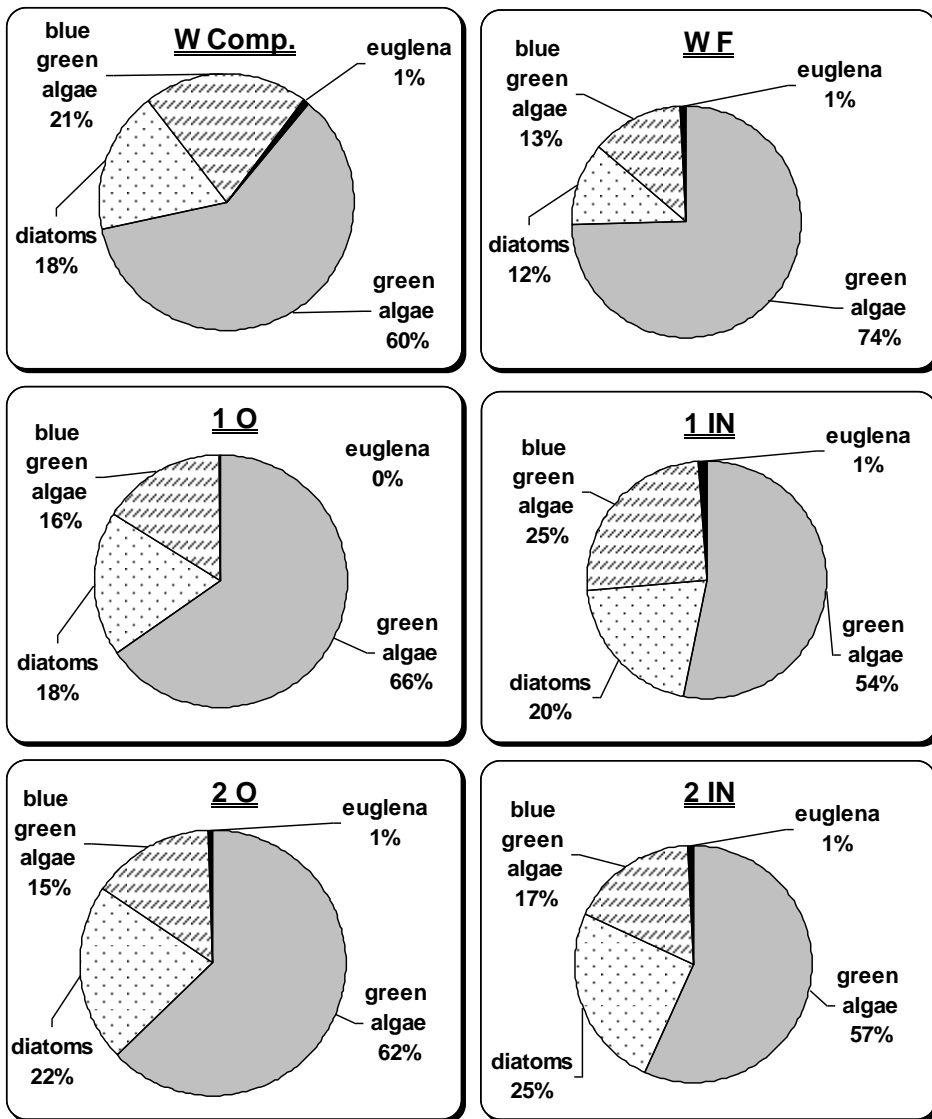 W Comp.
blue
green
algae
21%
euglena
1%
diatoms
18%
green
algae
60%
W F
blue
green
algae
13%
euglena
1%
diatoms
12%
green
algae
74%
1 O
blue
green
algae
16%
euglena
0%
diatoms
18%
green
algae
66%
1 IN
blue
green
algae
25%
euglena
1%
diatoms
20%
green
algae
54%
2 O
blue
green
algae
15%
euglena
1%
diatoms
22%
green
algae
62%
2 IN
blue
green
algae
17%
euglena
1%
diatoms
25%
green
algae
57%